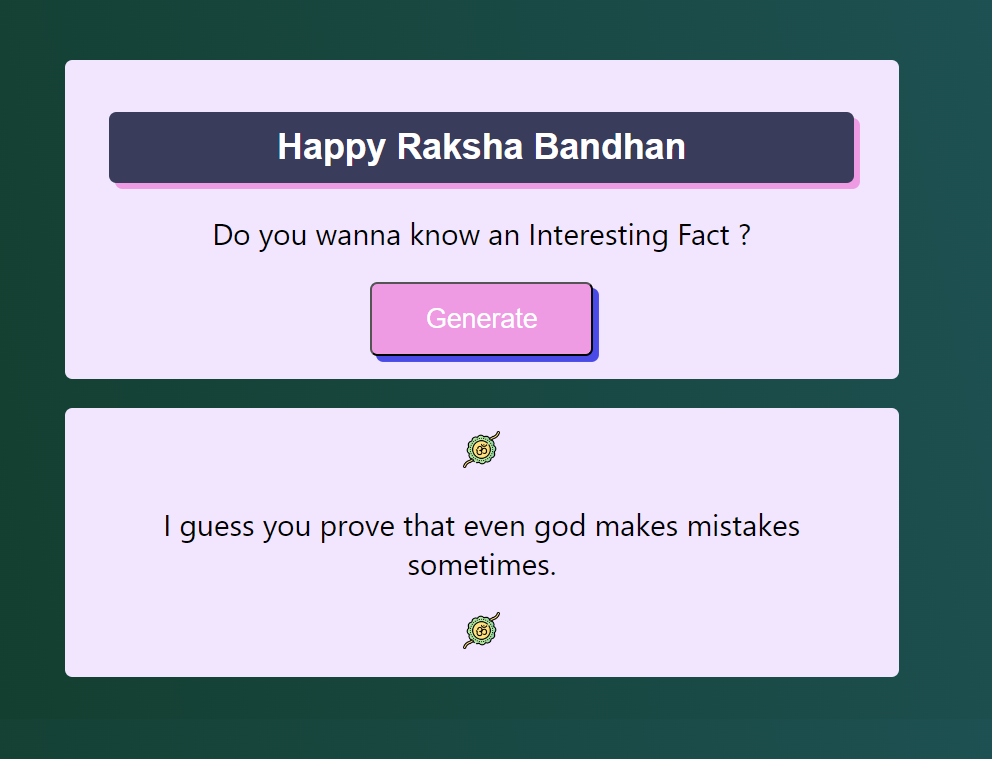 Happy Raksha Bandhan
Do you wanna know an Interesting Fact ?
Generate
ॐ
I guess you prove that even god makes mistakes
sometimes.
ॐ